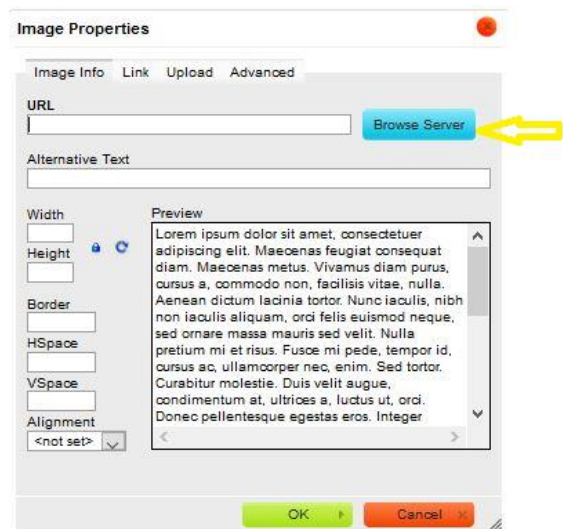 Image Properties
Image Info Link Upload Advanced
URL
Browse Server
Alternative Text
Width
Height
Border
HSpace
VSpace
Alignment
<not set>
Preview
Lorem ipsum dolor sit amet, consectetuer
adipiscing elit. Maecenas feugiat consequat
diam. Maecenas metus. Vivamus diam purus,
cursus a, commodo non, facilisis vitae, nulla.
Aenean dictum lacinia tortor. Nunc iaculis, nibh
non iaculis aliquam, orci felis euismod neque,
sed ornare massa mauris sed velit. Nulla
pretium mi et risus. Fusce mi pede, tempor id,
cursus ac, ullamcorper nec, enim. Sed tortor.
Curabitur molestie. Duis velit augue,
condimentum at, ultrices a, luctus ut, orci.
Donec pellentesque egestas eros. Integer
OK
Cancel